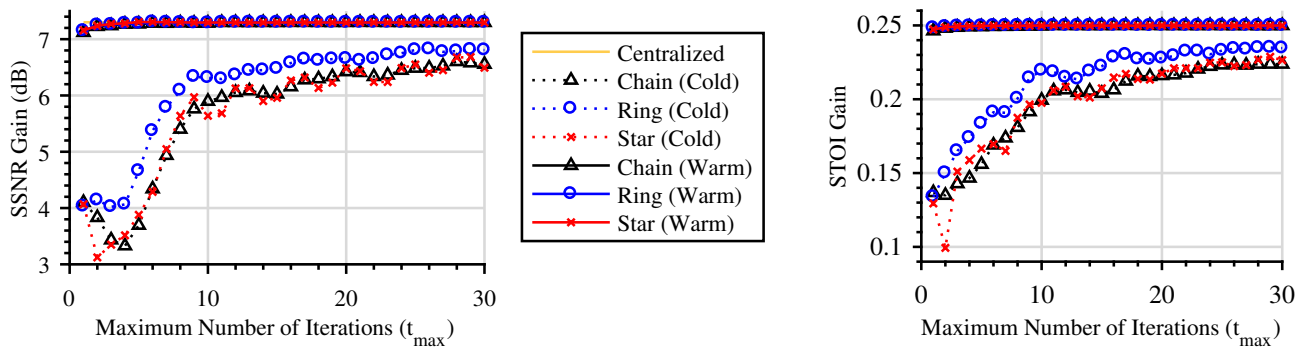 7
6
5
4
3
SSNR Gain (dB)
0
10
20
30
Maximum Number of Iterations (t_max)
Centralized
Chain (Cold)
Ring (Cold)
Star (Cold)
Chain (Warm)
Ring (Warm)
Star (Warm)
0.25
0.2
0.15
0.1
STOI Gain
0
10
20
30
Maximum Number of Iterations (t_max)